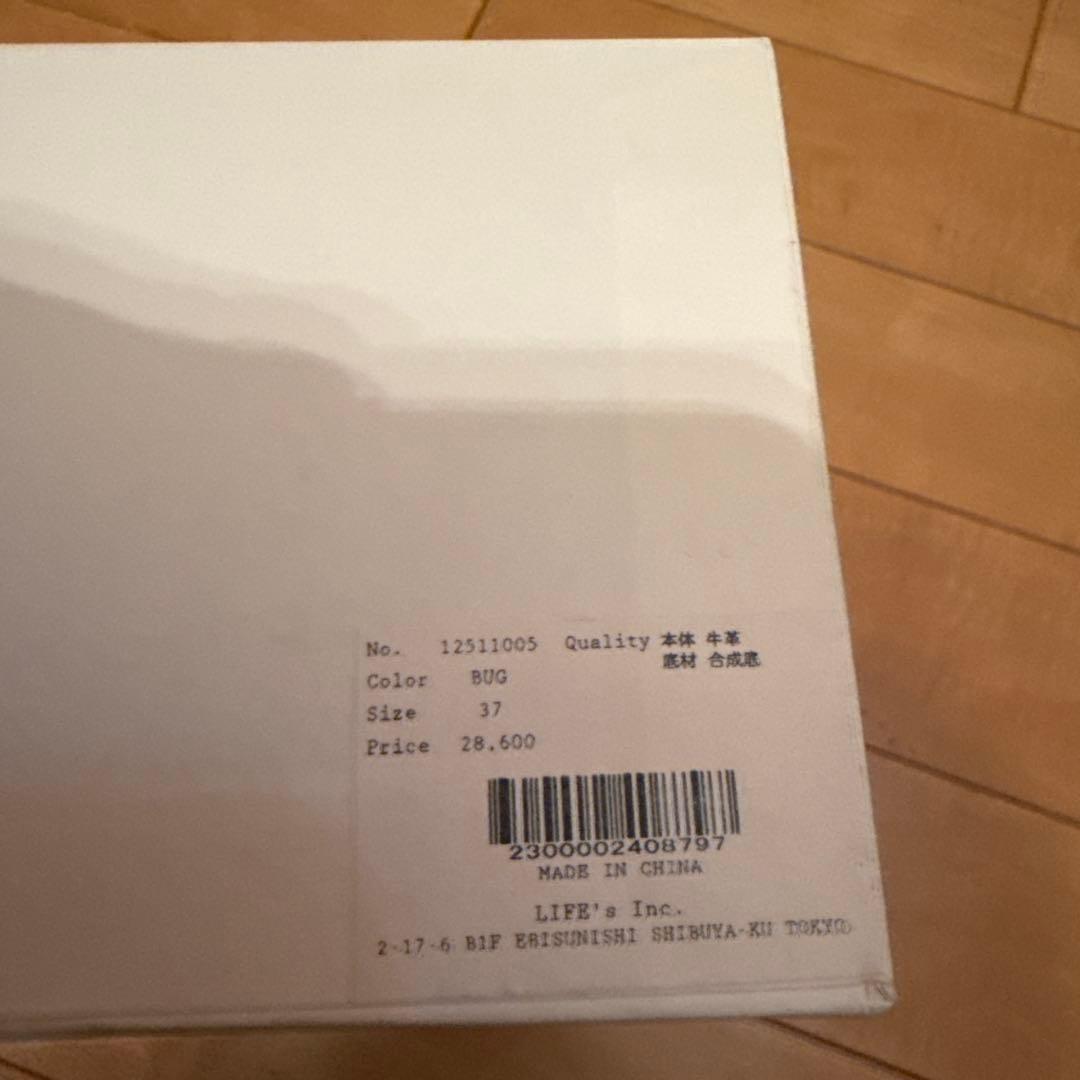 No. 12511005 Quality 本体 牛革
底材 合成底
Color BUG
Size 37
Price 28,600
2300002408797
MADE IN CHINA
LIFE's Inc.
2-17-6 B1F EBISUNISHI SHIBUYA-KU TOKYO